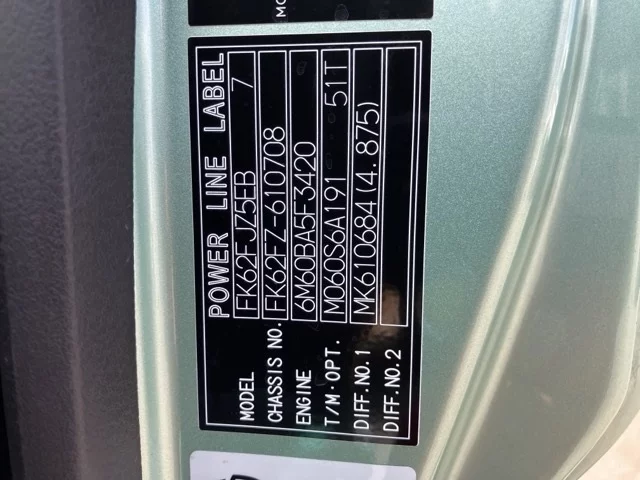 POWER LINE LABEL
MODEL FK62FJZ5EB 7
CHASSIS NO. FK62FZ-610708
ENGINE 6M60BA5F3420
T/M·OPT. M060S6A191 51T
DIFF.NO.1 MK610684(4.875)
DIFF.NO.2